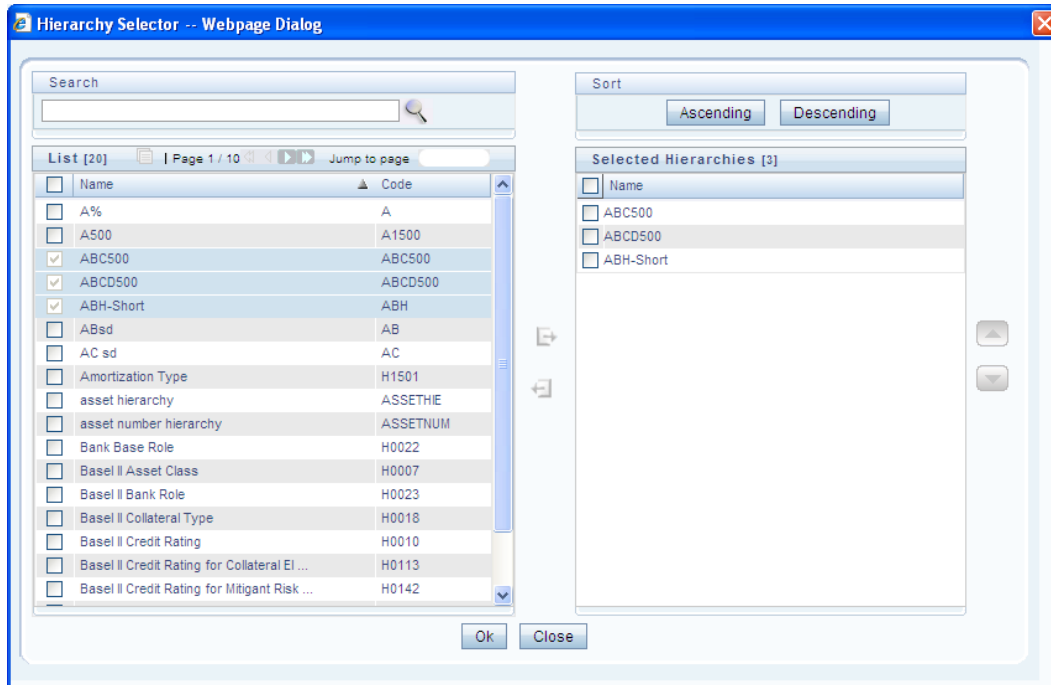 Hierarchy Selector -- Webpage Dialog
Search
Sort
Ascending Descending
List [20] | Page 1 / 10 Jump to page
Selected Hierarchies [3]
Name Code
Name
A% A
A500 A1500
ABC500 ABC500
ABCD500 ABCD500
ABH-Short ABH
ABsd AB
AC sd AC
Amortization Type H1501
asset hierarchy ASSETHIE
asset number hierarchy ASSETNUM
Bank Base Role H0022
Basel II Asset Class H0007
Basel II Bank Role H0023
Basel II Collateral Type H0018
Basel II Credit Rating H0010
Basel II Credit Rating for Collateral El ... H0113
Basel II Credit Rating for Mitigant Risk ... H0142
ABC500
ABCD500
ABH-Short
Ok Close